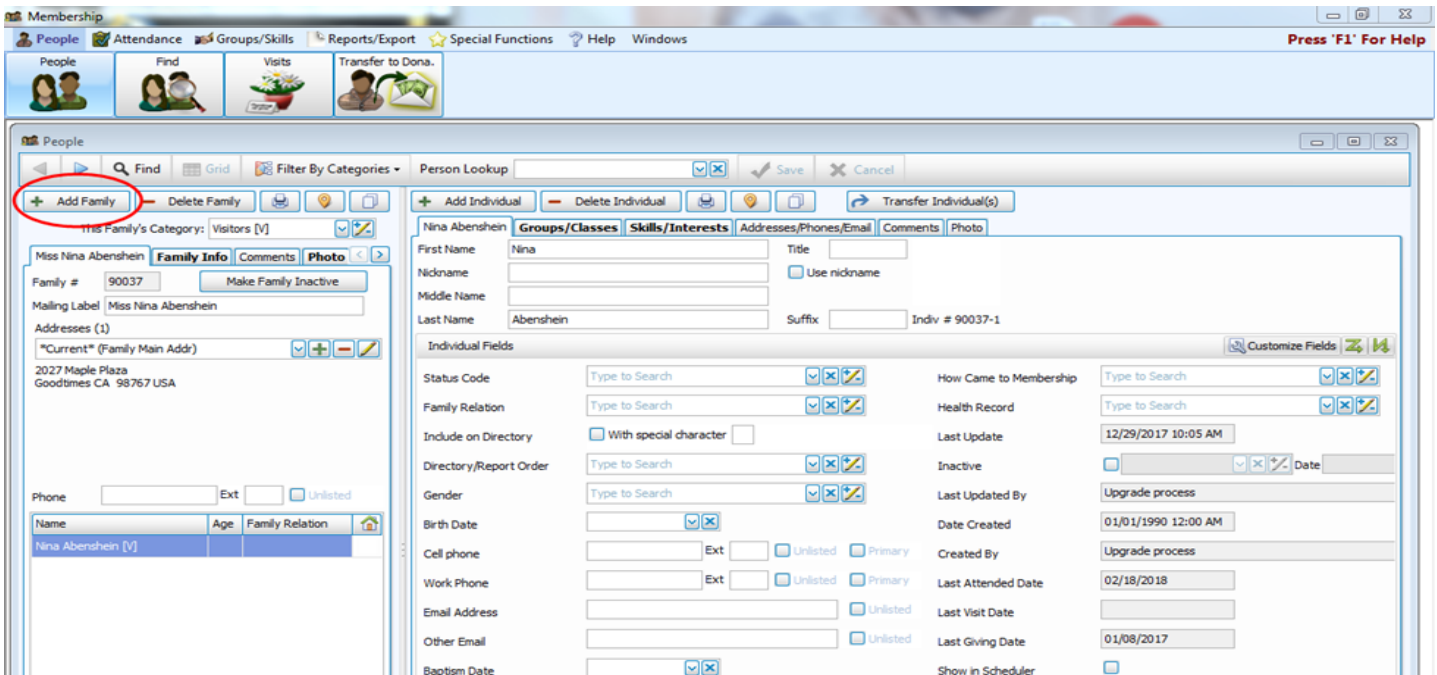 Membership
People Attendance Groups/Skills Reports/Export Special Functions Help Windows Press 'F1' For Help
People Find Visits Transfer to Dona.
People
Find Grid Filter By Categories Person Lookup Save Cancel
Add Family Delete Family Add Individual Delete Individual Transfer Individual(s)
This Family's Category: Visitors [V]
Miss Nina Abenshein Family Info Comments Photo
Family # 90037 Make Family Inactive
Mailing Label Miss Nina Abenshein
Addresses (1)
*Current* (Family Main Addr)
2027 Maple Plaza
Goodtimes CA 98767 USA
Phone Ext Unlisted
Name Age Family Relation
Nina Abenshein [V]
Nina Abenshein Groups/Classes Skills/Interests Addresses/Phones/Email Comments Photo
First Name Nina Title
Nickname Use nickname
Middle Name
Last Name Abenshein Suffix Indiv # 90037-1
Individual Fields Customize Fields
Status Code Type to Search How Came to Membership Type to Search
Family Relation Type to Search Health Record Type to Search
Include on Directory With special character Last Update 12/29/2017 10:05 AM
Directory/Report Order Type to Search Inactive Date
Gender Type to Search Last Updated By Upgrade process
Birth Date Date Created 01/01/1990 12:00 AM
Cell phone Ext Unlisted Primary Created By Upgrade process
Work Phone Ext Unlisted Primary Last Attended Date 02/18/2018
Email Address Unlisted Last Visit Date
Other Email Unlisted Last Giving Date 01/08/2017
Baptism Date Show in Scheduler